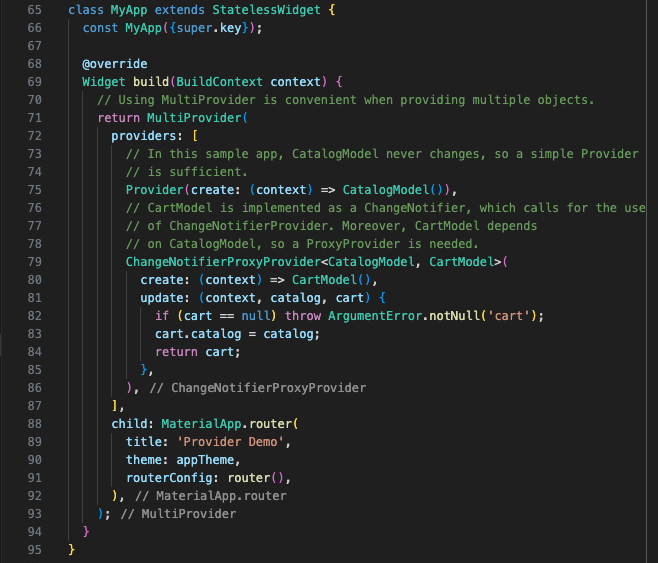 65 class MyApp extends StatelessWidget {
66   const MyApp({super.key});
67
68   @override
69   Widget build(BuildContext context) {
70     // Using MultiProvider is convenient when providing multiple objects.
71     return MultiProvider(
72       providers: [
73         // In this sample app, CatalogModel never changes, so a simple Provider
74         // is sufficient.
75         Provider(create: (context) => CatalogModel()),
76         // CartModel is implemented as a ChangeNotifier, which calls for the use
77         // of ChangeNotifierProvider. Moreover, CartModel depends
78         // on CatalogModel, so a ProxyProvider is needed.
79         ChangeNotifierProxyProvider<CatalogModel, CartModel>(
80           create: (context) => CartModel(),
81           update: (context, catalog, cart) {
82             if (cart == null) throw ArgumentError.notNull('cart');
83             cart.catalog = catalog;
84             return cart;
85           },
86         ), // ChangeNotifierProxyProvider
87       ],
88       child: MaterialApp.router(
89         title: 'Provider Demo',
90         theme: appTheme,
91         routerConfig: router(),
92       ), // MaterialApp.router
93     ); // MultiProvider
94   }
95 }